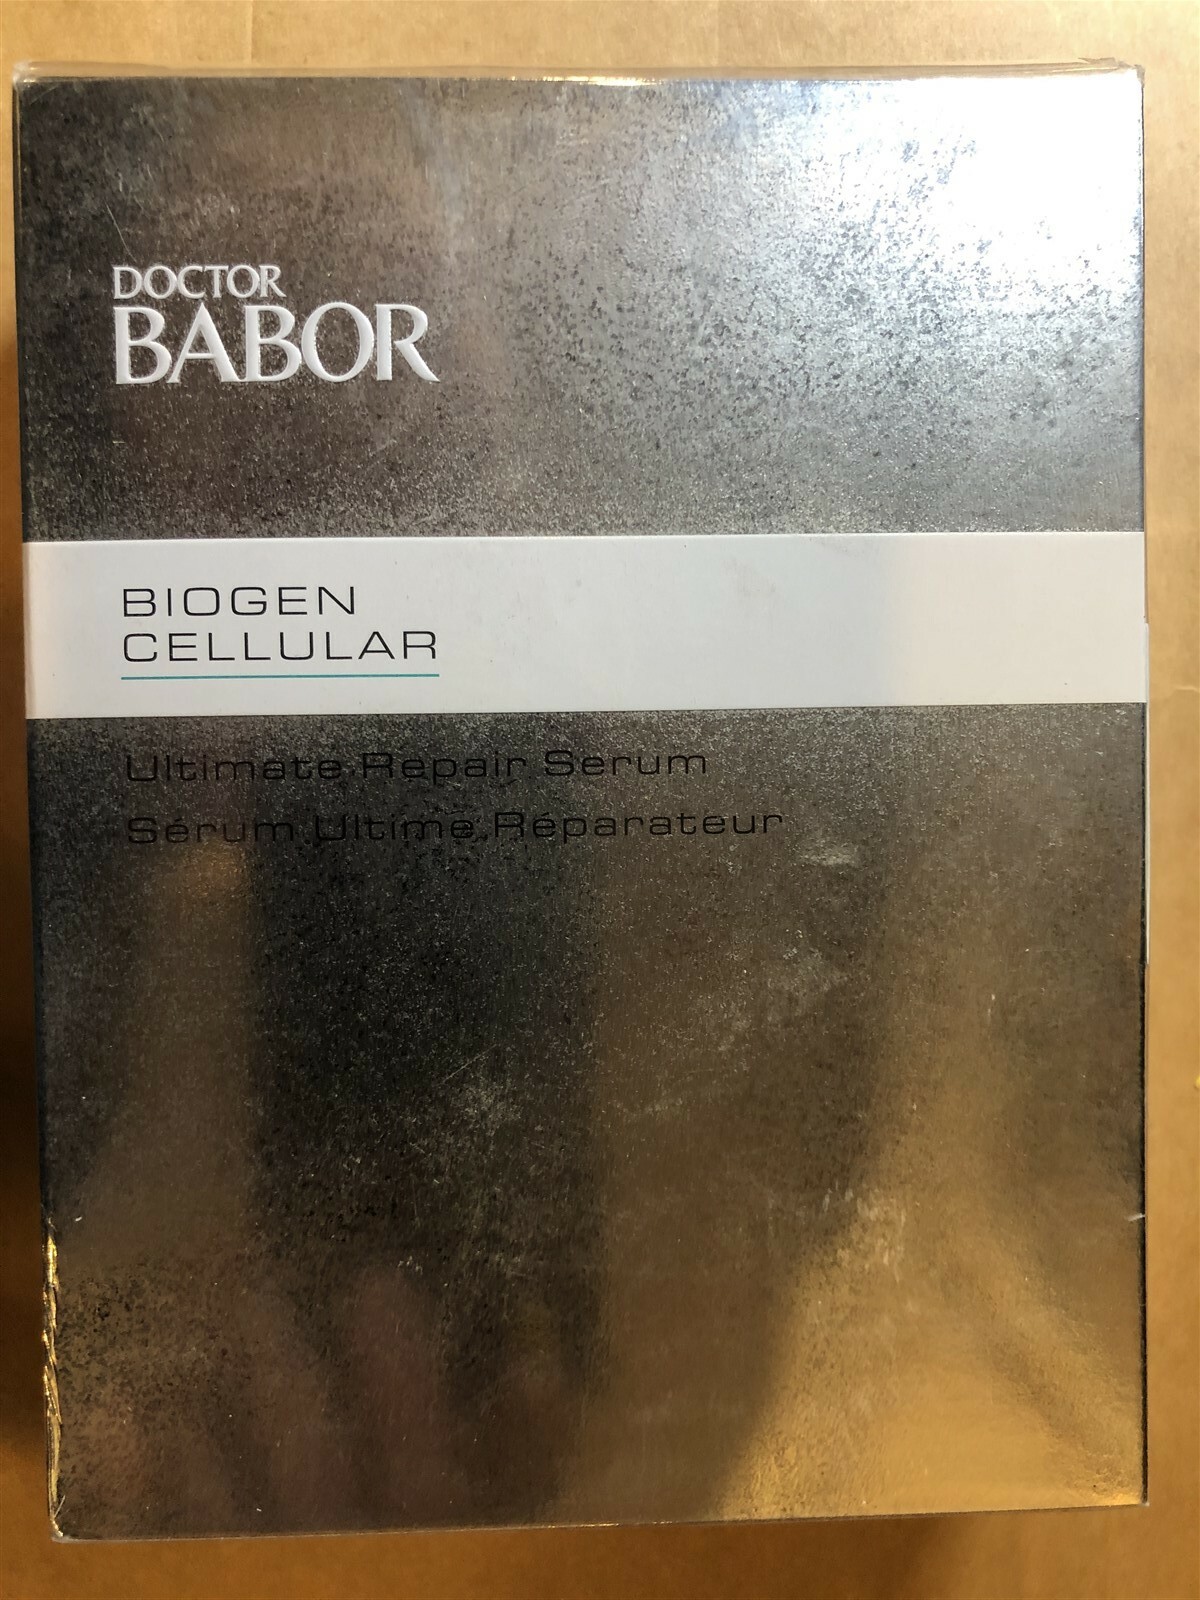 DOCTOR
BABOR
BIOGEN
CELLULAR
Ultimate Repair Serum
Sérum Ultime Réparateur